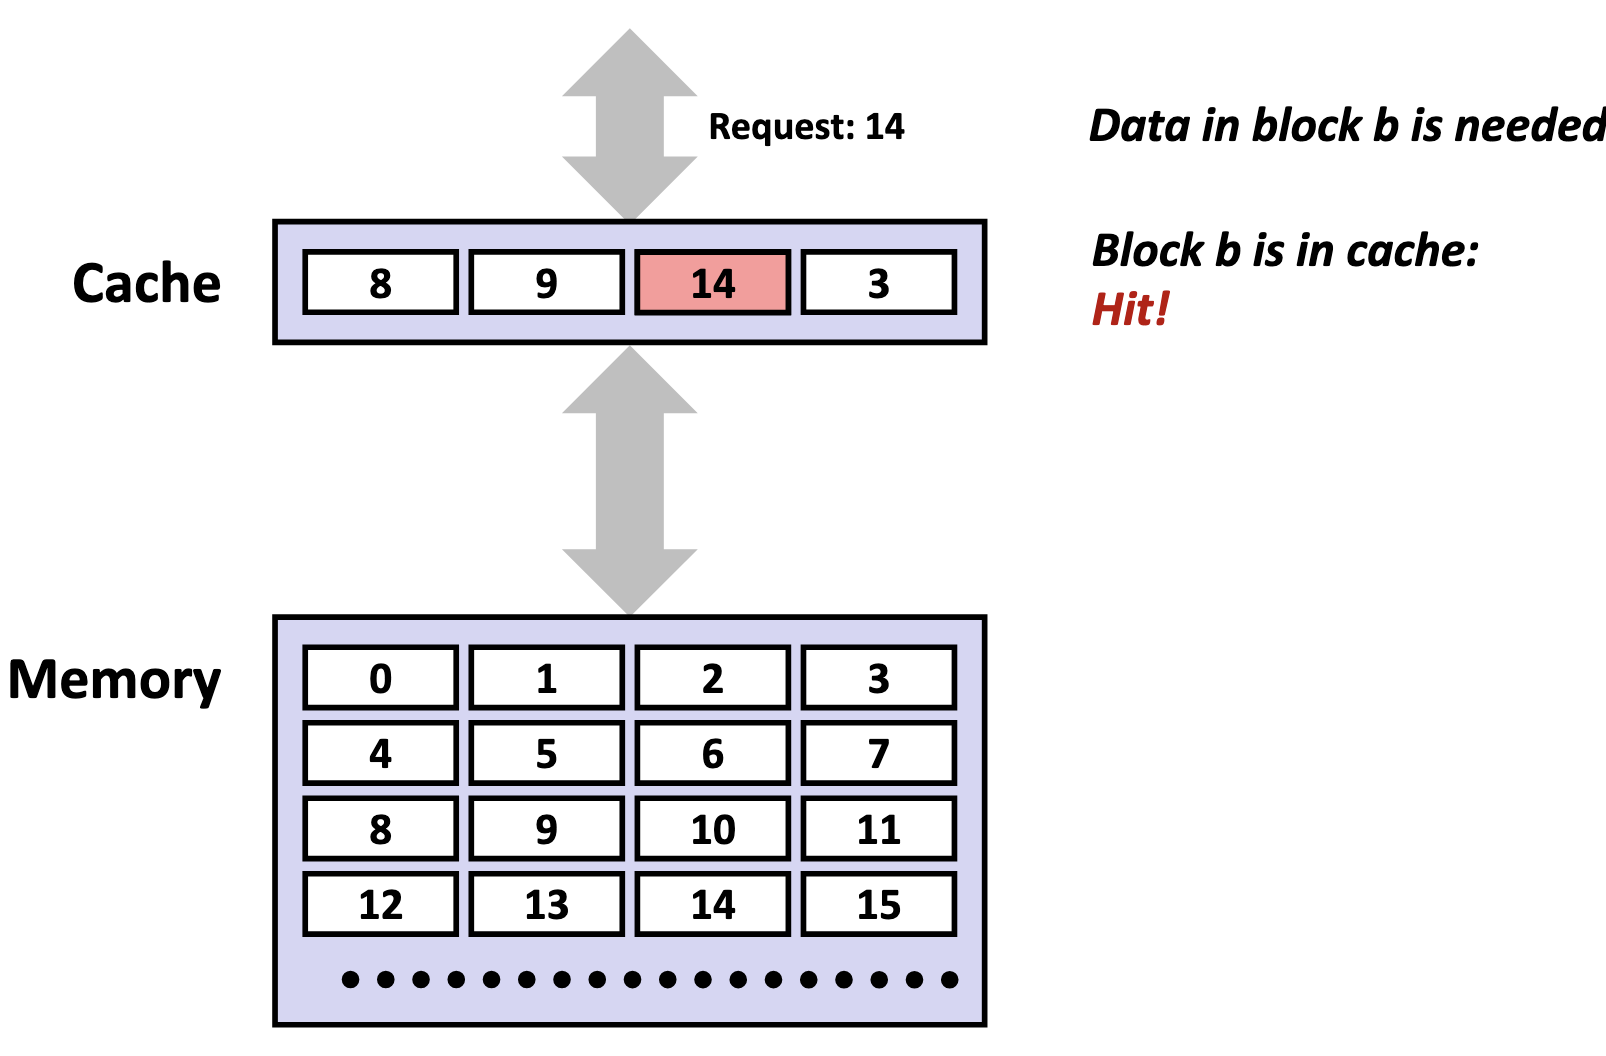 Request: 14
Data in block b is needed
Cache
8 9 14 3
Block b is in cache:
Hit!
Memory
0 1 2 3
4 5 6 7
8 9 10 11
12 13 14 15